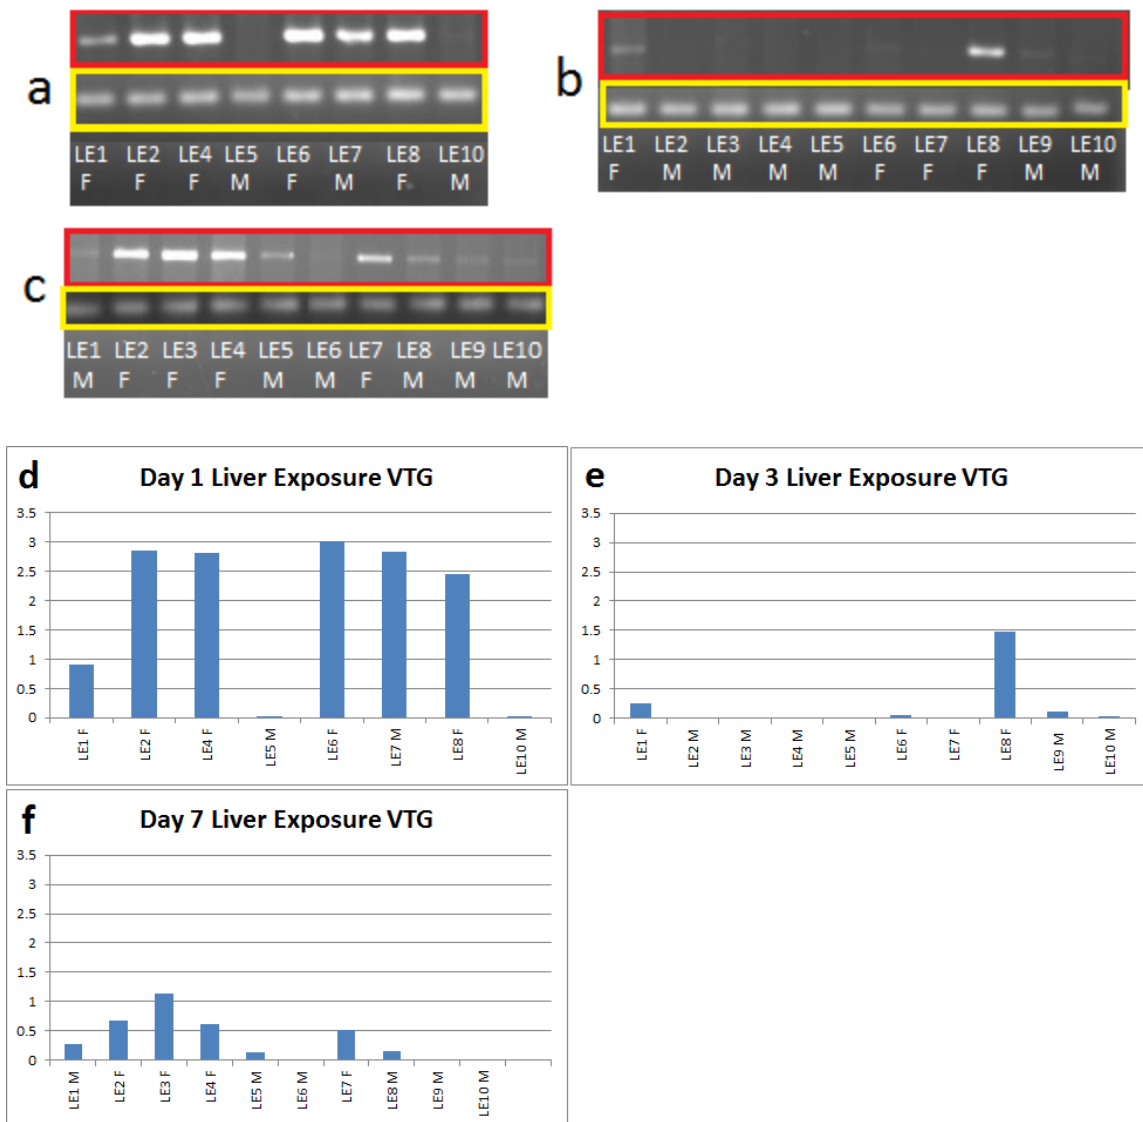 a
LE1 LE2 LE4 LE5 LE6 LE7 LE8 LE10
F F F M F M F M
b
LE1 LE2 LE3 LE4 LE5 LE6 LE7 LE8 LE9 LE10
F M M M M F F F M M
c
LE1 LE2 LE3 LE4 LE5 LE6 LE7 LE8 LE9 LE10
M F F F M M F M M M
d
Day 1 Liver Exposure VTG
3.5
3
2.5
2
1.5
1
0.5
0
LE1 F
LE2 F
LE4 F
LE5 M
LE6 F
LE7 M
LE8 F
LE10 M
e
Day 3 Liver Exposure VTG
3.5
3
2.5
2
1.5
1
0.5
0
LE1 F
LE2 M
LE3 M
LE4 M
LE5 M
LE6 F
LE7 F
LE8 F
LE9 M
LE10 M
f
Day 7 Liver Exposure VTG
3.5
3
2.5
2
1.5
1
0.5
0
LE1 M
LE2 F
LE3 F
LE4 F
LE5 M
LE6 M
LE7 F
LE8 M
LE9 M
LE10 M